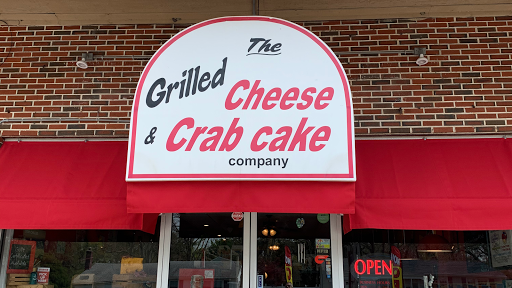 The
Grilled
Cheese
& Crab cake
company
OPEN